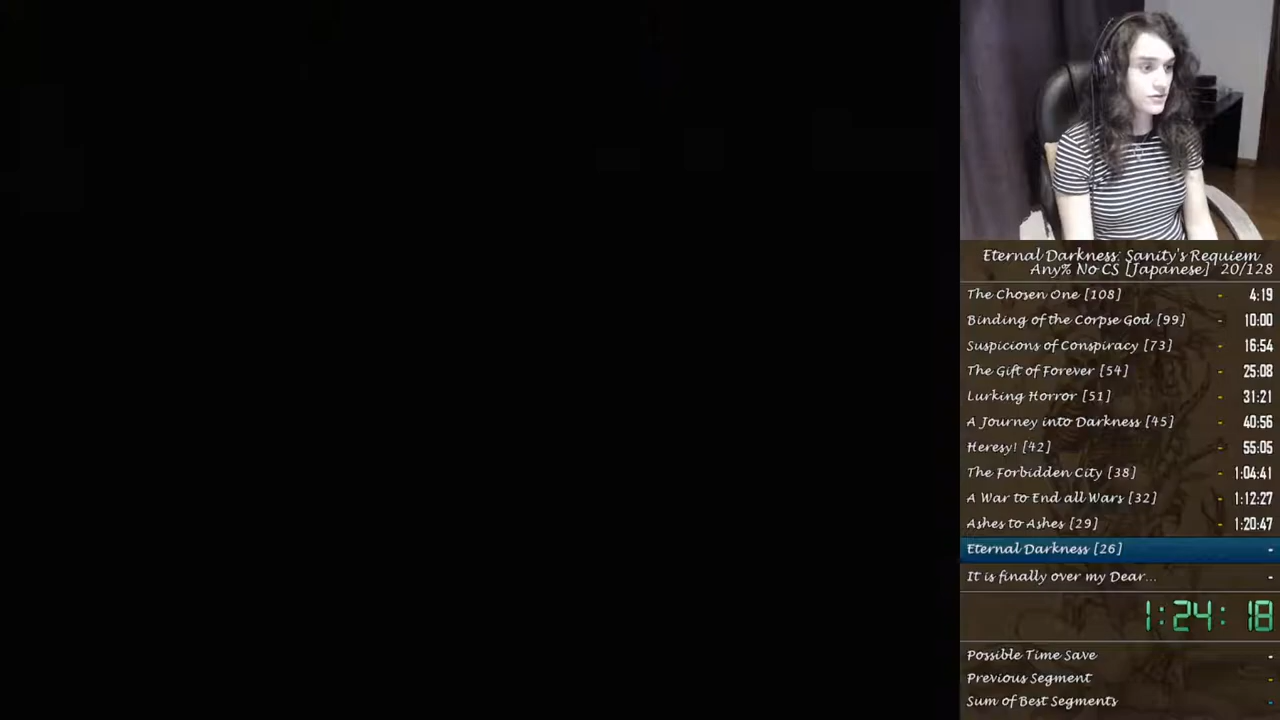 Eternal Darkness: Sanity's Requiem
Any% No CS [Japanese] 20/128
The Chosen One [108] - 4:19
Binding of the Corpse God [99] - 10:00
Suspicions of Conspiracy [73] - 16:54
The Gift of Forever [54] - 25:08
Lurking Horror [51] - 31:21
A Journey into Darkness [45] - 40:56
Heresy! [42] - 55:05
The Forbidden City [38] - 1:04:41
A War to End all Wars [32] - 1:12:27
Ashes to Ashes [29] - 1:20:47
Eternal Darkness [26] -
It is finally over my Dear... -
1:24:18
Possible Time Save -
Previous Segment -
Sum of Best Segments -